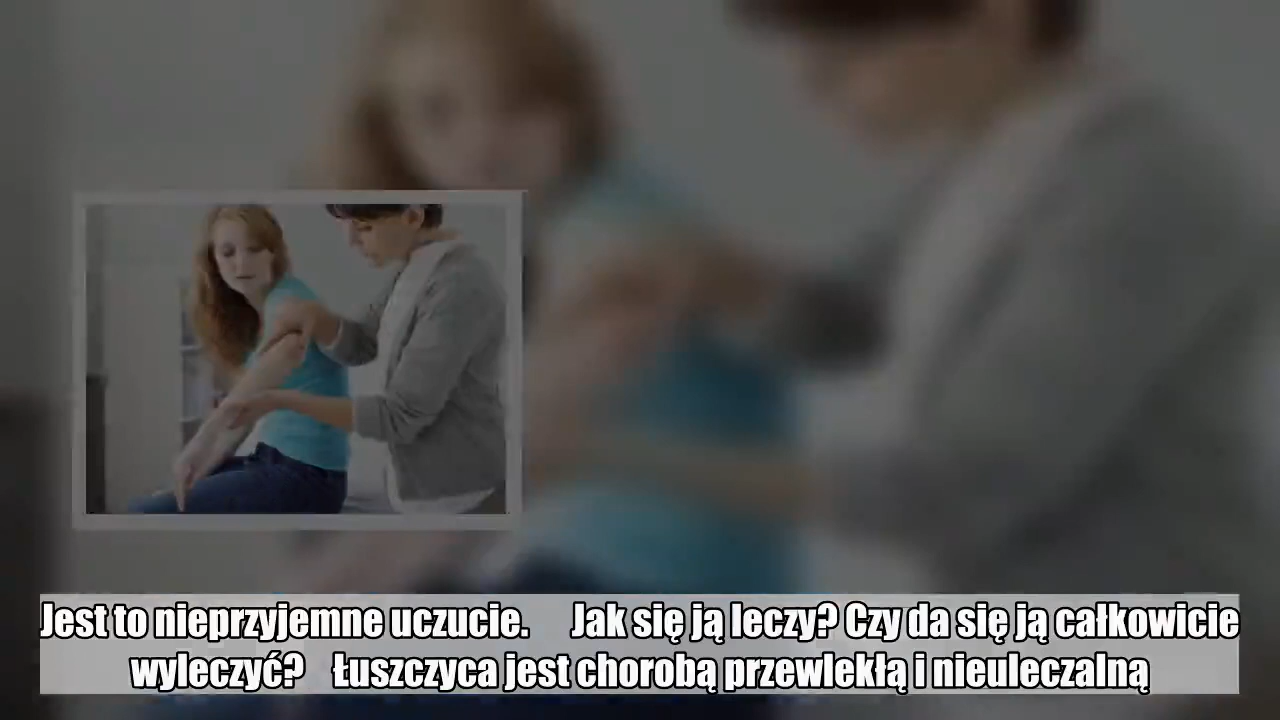 Jest to nieprzyjemne uczucie. Jak się ją leczy? Czy da się ją całkowicie
wyleczyć? Łuszczyca jest chorobą przewlekłą i nieuleczalną